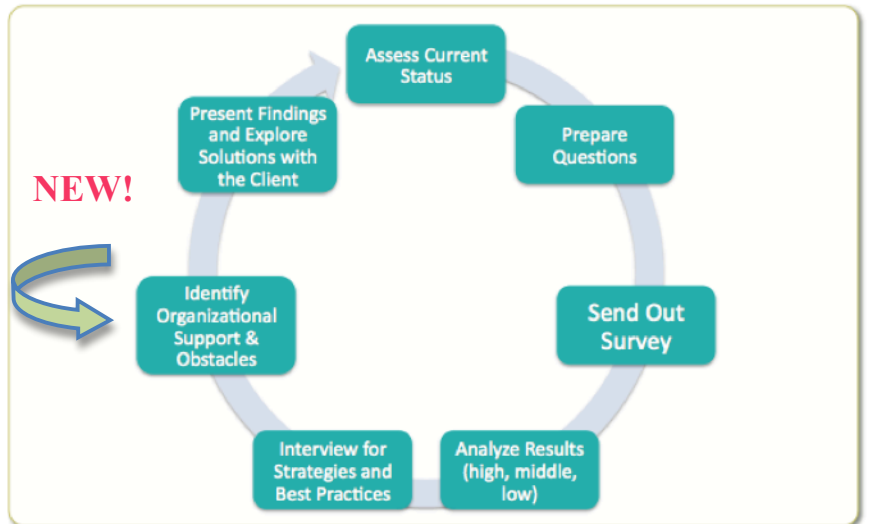 Assess Current
Status
Prepare
Questions
Send Out
Survey
Analyze Results
(high, middle,
low)
Interview for
Strategies and
Best Practices
Identify
Organizational
Support &
Obstacles
Present Findings
and Explore
Solutions with
the Client
NEW!